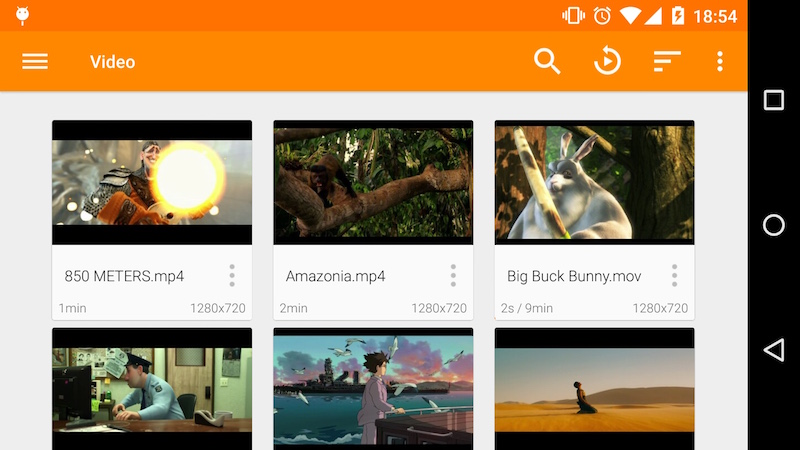 18:54
Video
850 METERS.mp4
1min 1280x720
Amazonia.mp4
2min 1280x720
Big Buck Bunny.mov
2s / 9min 1280x720